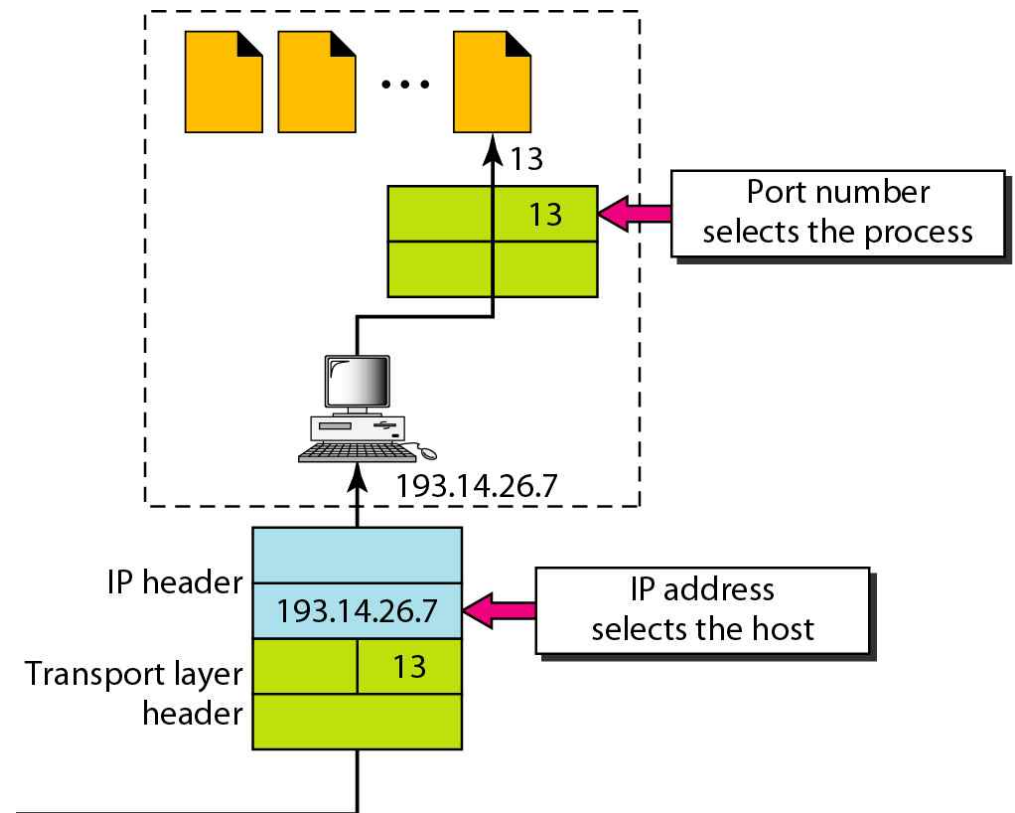 •••
13
13
Port number
selects the process
193.14.26.7
IP header
193.14.26.7
IP address
selects the host
Transport layer
header
13